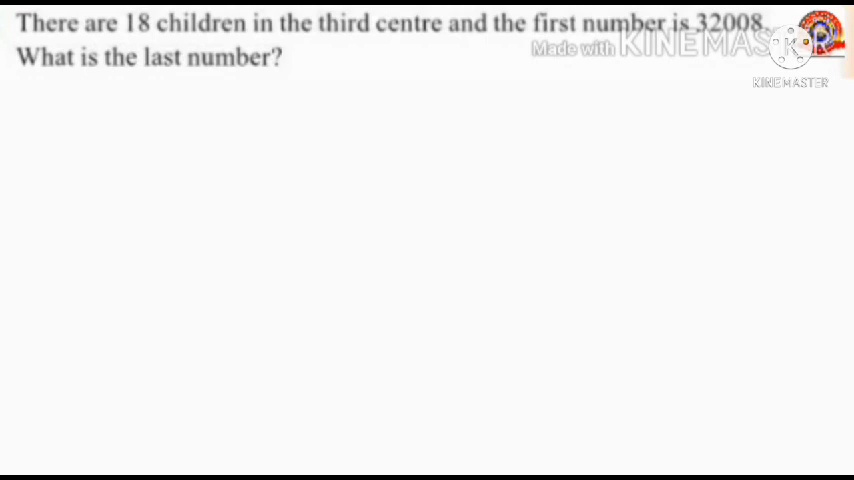 There are 18 children in the third centre and the first number is 32008.
What is the last number?
Made with KINEMASTER
KINEMASTER